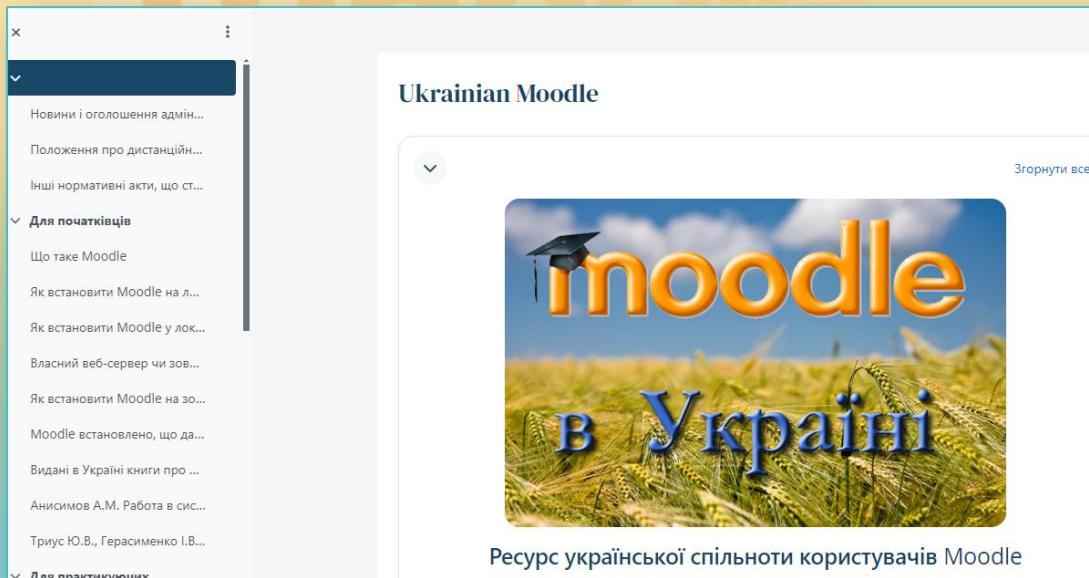 Новини і оголошення адмін...
Положення про дистанційн...
Інші нормативні акти, що ст...
Для початківців
Що таке Moodle
Як встановити Moodle на л...
Як встановити Moodle у лок...
Власний веб-сервер чи зов...
Як встановити Moodle на зо...
Moodle встановлено, що да...
Видані в Україні книги про ...
Анисимов А.М. Работа в сис...
Триус Ю.В., Герасименко І.В...
Для практикуючих
Ukrainian Moodle
Згорнути все
moodle
в Україні
Ресурс української спільноти користувачів Moodle